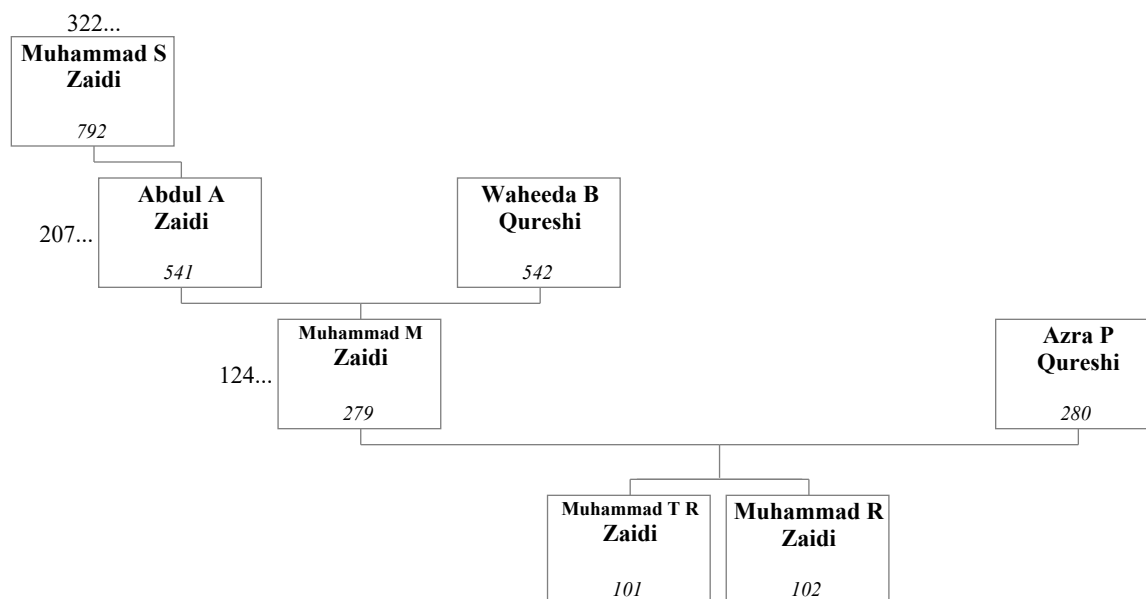 322...
Muhammad S
Zaidi
792
Abdul A
Zaidi
207...
541
Waheeda B
Qureshi
542
Muhammad M
Zaidi
124...
279
Azra P
Qureshi
280
Muhammad T R
Zaidi
101
Muhammad R
Zaidi
102